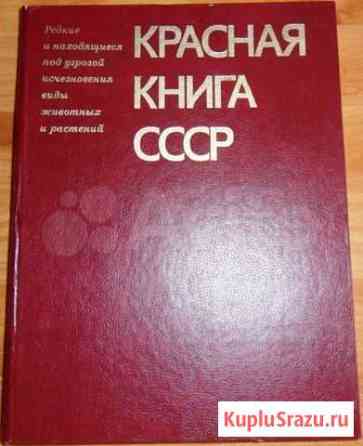 Редкие
и находящиеся
под угрозой
исчезновения
виды
животных
и растений
КРАСНАЯ
КНИГА
СССР
KupluSrazu.ru